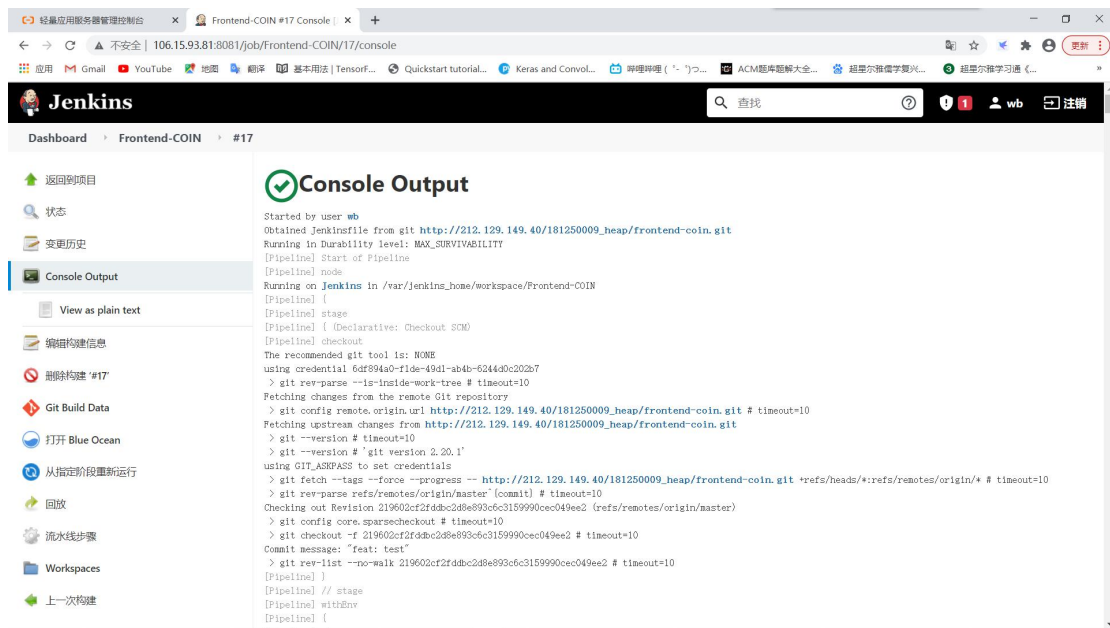 轻量应用服务器管理控制台
Frontend-COIN #17 Console [
不安全 | 106.15.93.81:8081/job/Frontend-COIN/17/console
更新
应用 Gmail YouTube 地图 翻译 基本用法 | TensorF... Quickstart tutorial... Keras and Convol... 哔哩哔哩 ( ゜- ゜)つ... ACM题库题解大全... 超星尔雅儒学复兴... 超星尔雅学习通《... »
Jenkins
查找
1
wb
注销
Dashboard Frontend-COIN #17
返回到项目
状态
变更历史
Console Output
View as plain text
编辑构建信息
删除构建 '#17'
Git Build Data
打开 Blue Ocean
从指定阶段重新运行
回放
流水线步骤
Workspaces
上一次构建
Console Output
Started by user wb
Obtained Jenkinsfile from git http://212.129.149.40/181250009_heap/frontend-coin.git
Running in Durability level: MAX_SURVIVABILITY
[Pipeline] Start of Pipeline
[Pipeline] node
Running on Jenkins in /var/jenkins_home/workspace/Frontend-COIN
[Pipeline] {
[Pipeline] stage
[Pipeline] { (Declarative: Checkout SCM)
[Pipeline] checkout
The recommended git tool is: NONE
using credential 6df894a0-f1de-49d1-ab4b-6244d0c202b7
> git rev-parse --is-inside-work-tree # timeout=10
Fetching changes from the remote Git repository
> git config remote.origin.url http://212.129.149.40/181250009_heap/frontend-coin.git # timeout=10
Fetching upstream changes from http://212.129.149.40/181250009_heap/frontend-coin.git
> git --version # timeout=10
> git --version # 'git version 2.20.1'
using GIT_ASKPASS to set credentials
> git fetch --tags --force --progress -- http://212.129.149.40/181250009_heap/frontend-coin.git +refs/heads/*:refs/remotes/origin/* # timeout=10
> git rev-parse refs/remotes/origin/master^{commit} # timeout=10
Checking out Revision 219602cf2fddbc2d8e893c6c3159990cec049ee2 (refs/remotes/origin/master)
> git config core.sparsecheckout # timeout=10
> git checkout -f 219602cf2fddbc2d8e893c6c3159990cec049ee2 # timeout=10
Commit message: "feat: test"
> git rev-list --no-walk 219602cf2fddbc2d8e893c6c3159990cec049ee2 # timeout=10
[Pipeline] }
[Pipeline] // stage
[Pipeline] withEnv
[Pipeline] {